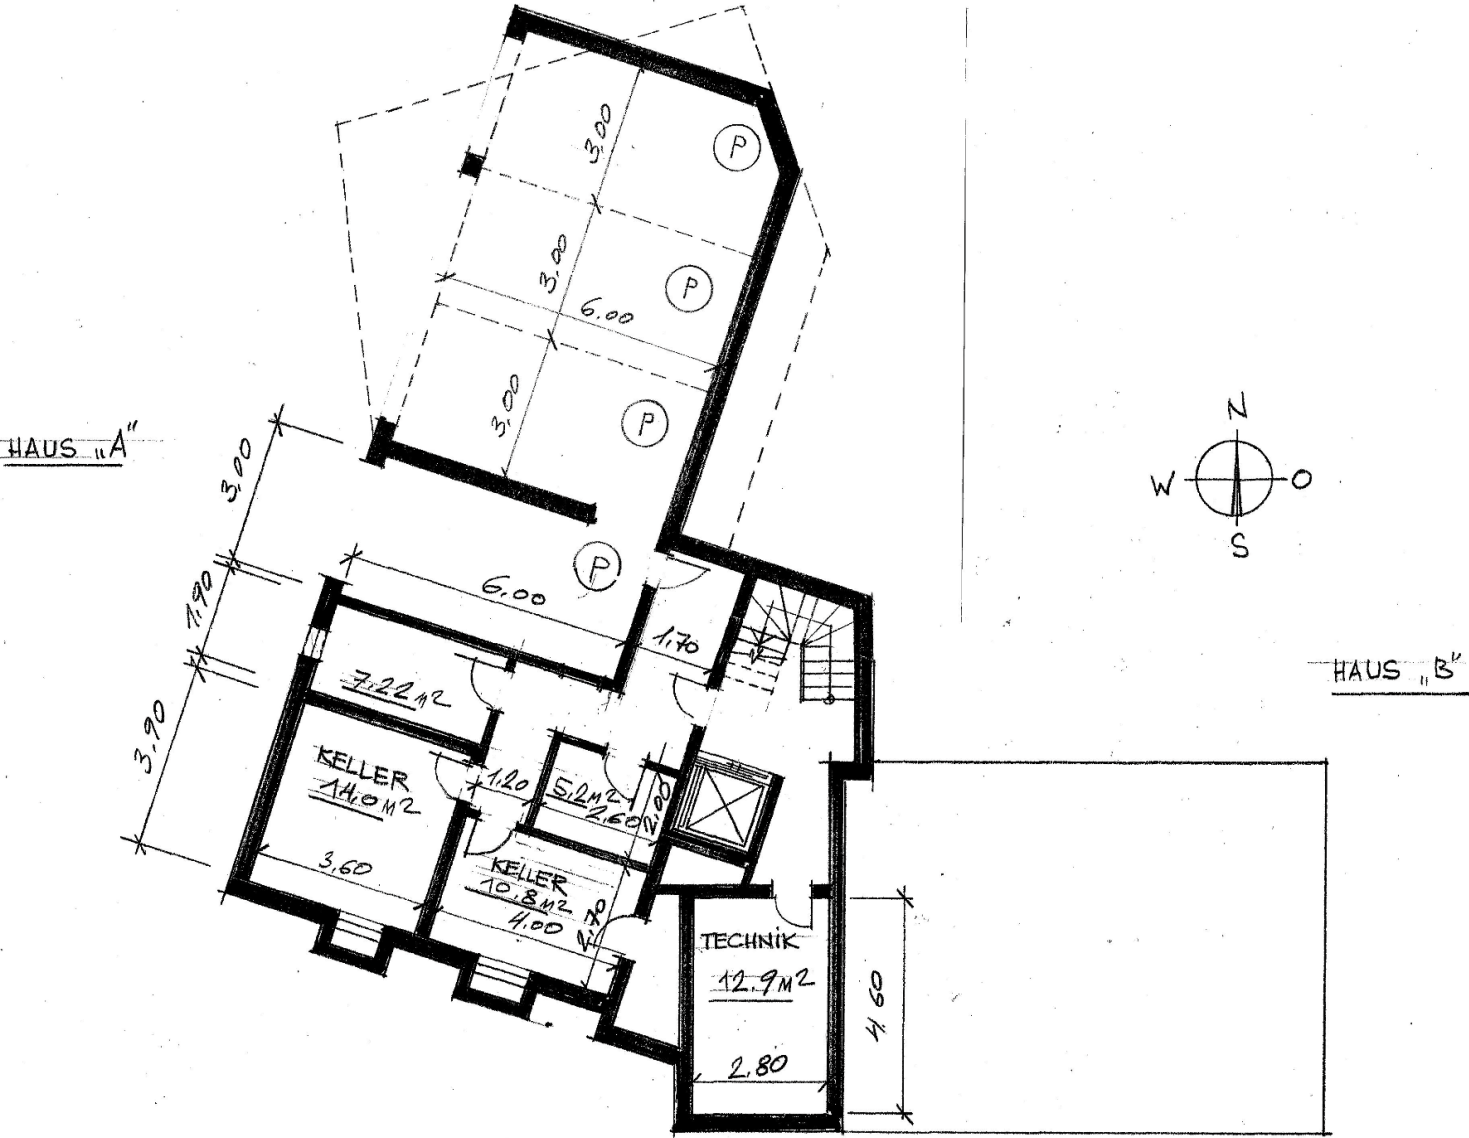 3,00
P
3,00
P
6.00
3,00
P
HAUS „A"
3,00
N
W
O
S
P
1,90
6.00
1,70
HAUS „B"
7.22 M2
3,90
KELLER
14,0 M2
1,20
5,2 M2
2,60
2,00
3,60
KELLER
10,8 M2
4.00
2,70
TECHNIK
12.9 M2
4,60
2.80